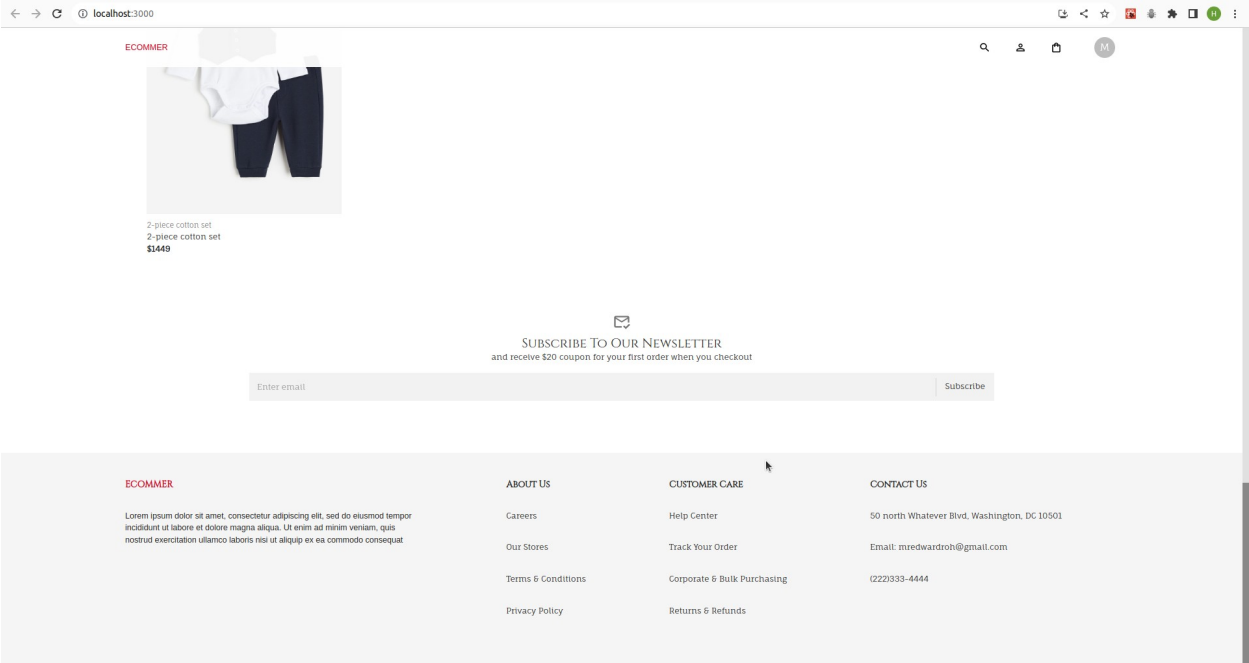 localhost:3000
H
ECOMMER
M
2-piece cotton set
2-piece cotton set
$1449
Subscribe To Our Newsletter
and receive $20 coupon for your first order when you checkout
Enter email
Subscribe
ECOMMER
Lorem ipsum dolor sit amet, consectetur adipiscing elit, sed do eiusmod tempor
incididunt ut labore et dolore magna aliqua. Ut enim ad minim veniam, quis
nostrud exercitation ullamco laboris nisi ut aliquip ex ea commodo consequat
About Us
Careers
Our Stores
Terms & Conditions
Privacy Policy
Customer Care
Help Center
Track Your Order
Corporate & Bulk Purchasing
Returns & Refunds
Contact Us
50 north Whatever Blvd, Washington, DC 10501
Email: mredwardroh@gmail.com
(222)333-4444